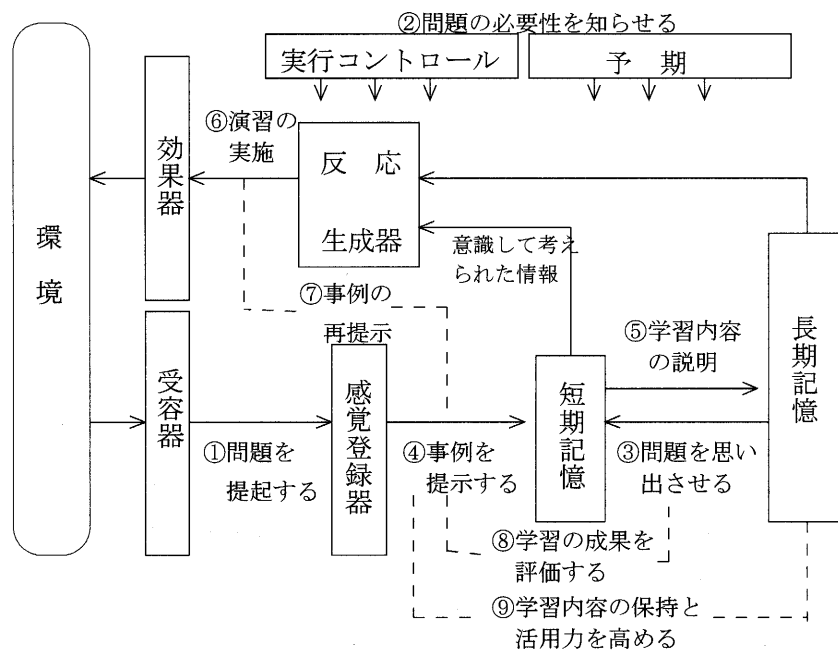 ②問題の必要性を知らせる
実行コントロール
予 期
⑥演習の
実施
効果器
反 応
生成器
環 境
意識して考え
られた情報
⑦事例の
再提示
長期記憶
受容器
感覚登録器
短期記憶
⑤学習内容
の説明
①問題を
提起する
④事例を
提示する
③問題を思い
出させる
⑧学習の成果を
評価する
⑨学習内容の保持と
活用力を高める